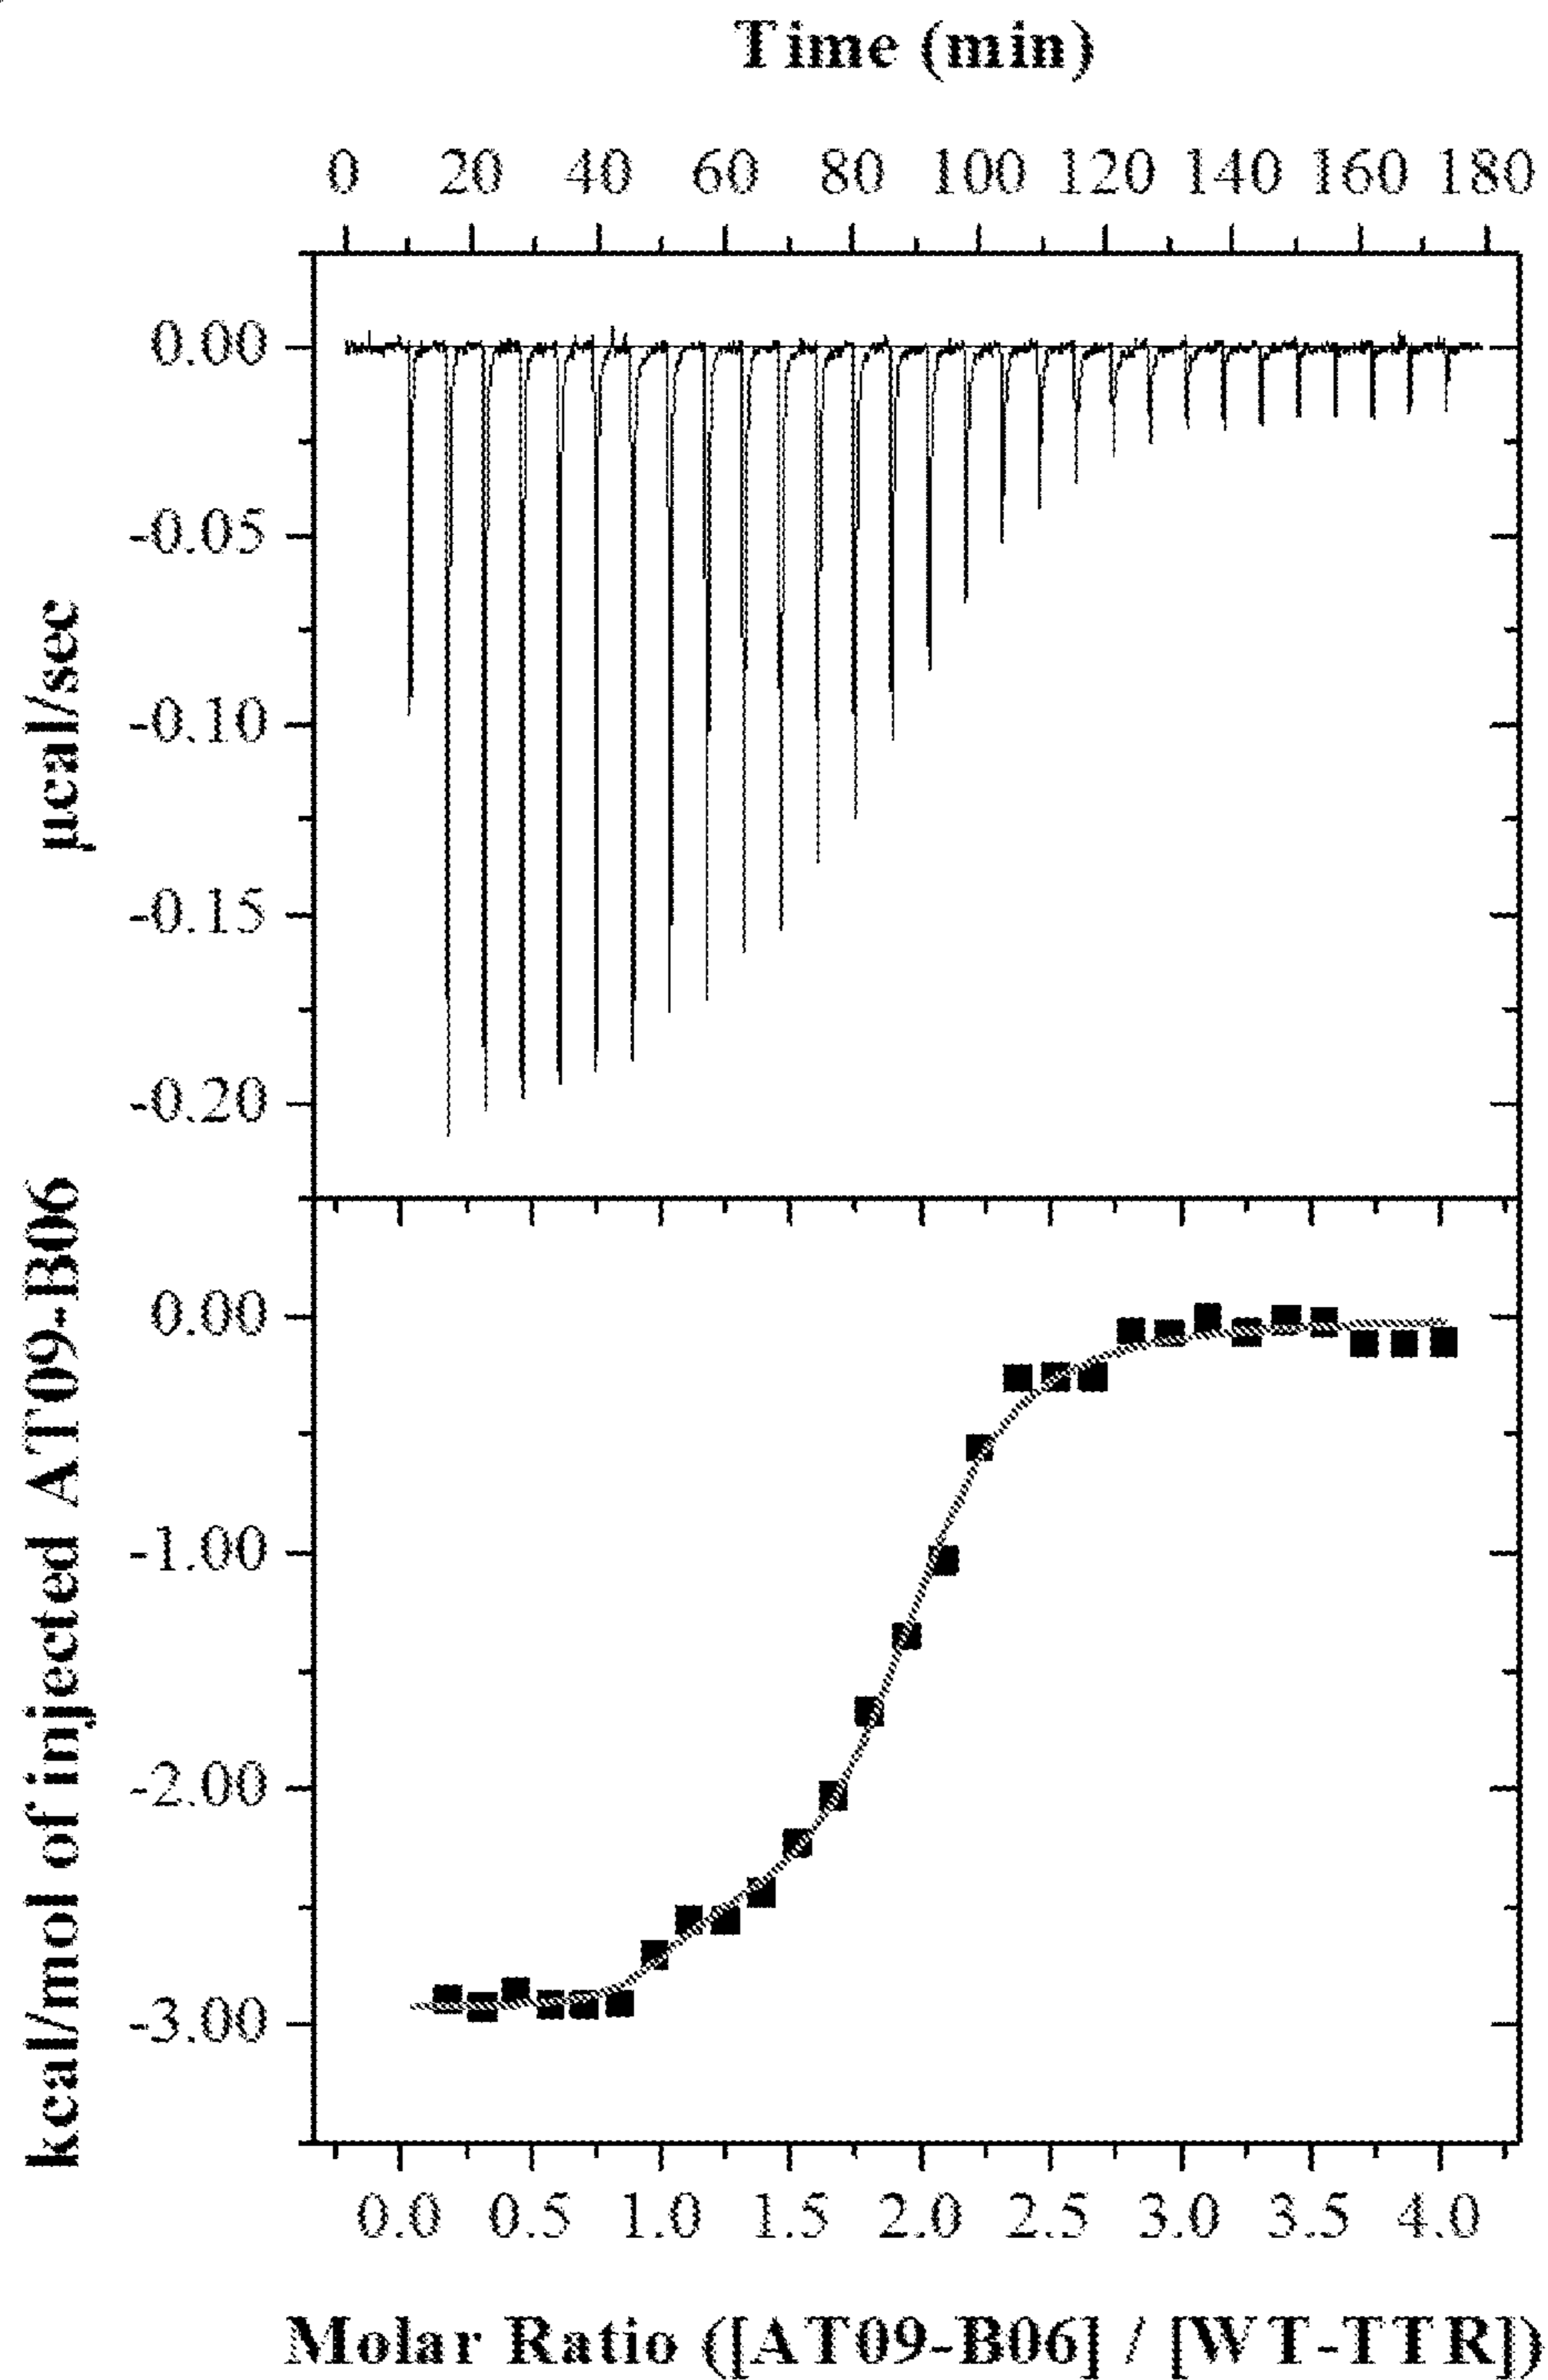 Time (min)
0 20 40 60 80 100 120 140 160 180
0.00
-0.05
-0.10
-0.15
-0.20
µcal/sec
0.00
-1.00
-2.00
-3.00
kcal/mol of injected AT09-B06
0.0 0.5 1.0 1.5 2.0 2.5 3.0 3.5 4.0
Molar Ratio ([AT09-B06] / [WT-TTR])